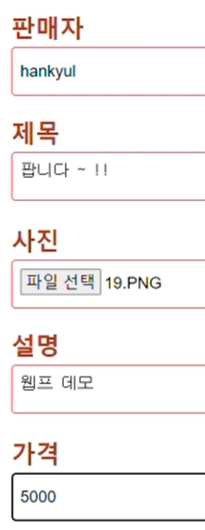 판매자
hankyul
제목
팝니다 ~ !!
사진
파일 선택 19.PNG
설명
웹프 데모
가격
5000